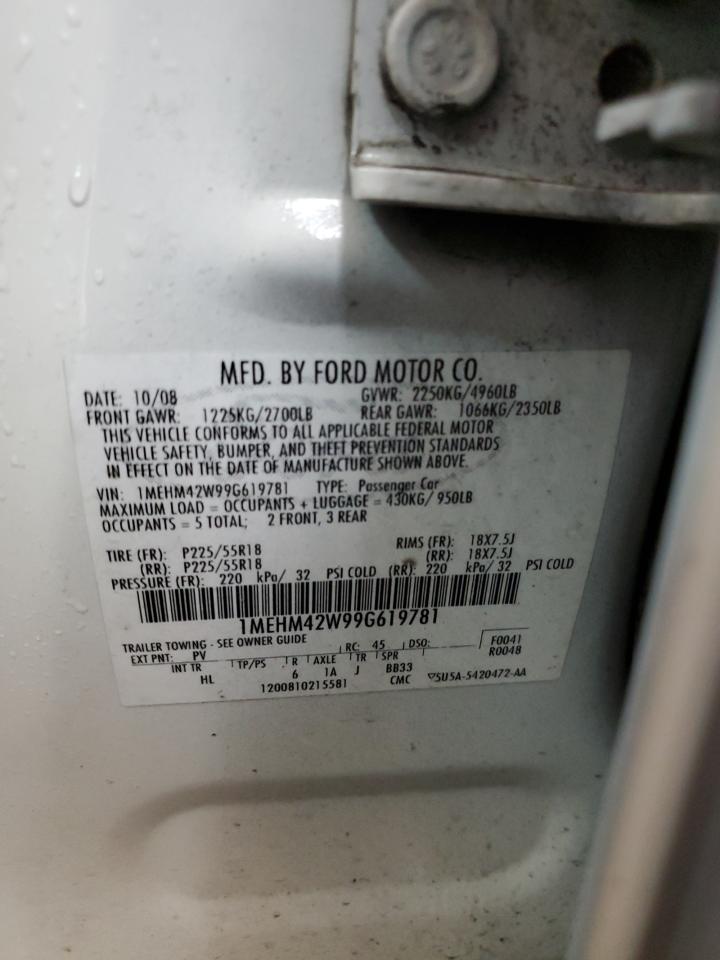 MFD. BY FORD MOTOR CO.
DATE: 10/08 GVWR: 2250KG/4960LB
FRONT GAWR: 1225KG/2700LB REAR GAWR: 1066KG/2350LB
THIS VEHICLE CONFORMS TO ALL APPLICABLE FEDERAL MOTOR
VEHICLE SAFETY, BUMPER, AND THEFT PREVENTION STANDARDS
IN EFFECT ON THE DATE OF MANUFACTURE SHOWN ABOVE.
VIN: 1MEHM42W99G619781 TYPE: Passenger Car
MAXIMUM LOAD = OCCUPANTS + LUGGAGE = 430KG/ 950LB
OCCUPANTS = 5 TOTAL; 2 FRONT, 3 REAR
TIRE (FR): P225/55R18 RIMS (FR): 18X7.5J
(RR): P225/55R18 (RR): 18X7.5J
PRESSURE (FR): 220 kPa/ 32 PSI COLD (RR): 220 kPa/ 32 PSI COLD
1MEHM42W99G619781
TRAILER TOWING - SEE OWNER GUIDE
EXT PNT: PV RC: 45 DSO: F0041
R0048
INT TR TP/PS R AXLE TR SPR
HL 6 1A J BB33
1200810215581 CMC ▽5U5A-5420472-AA